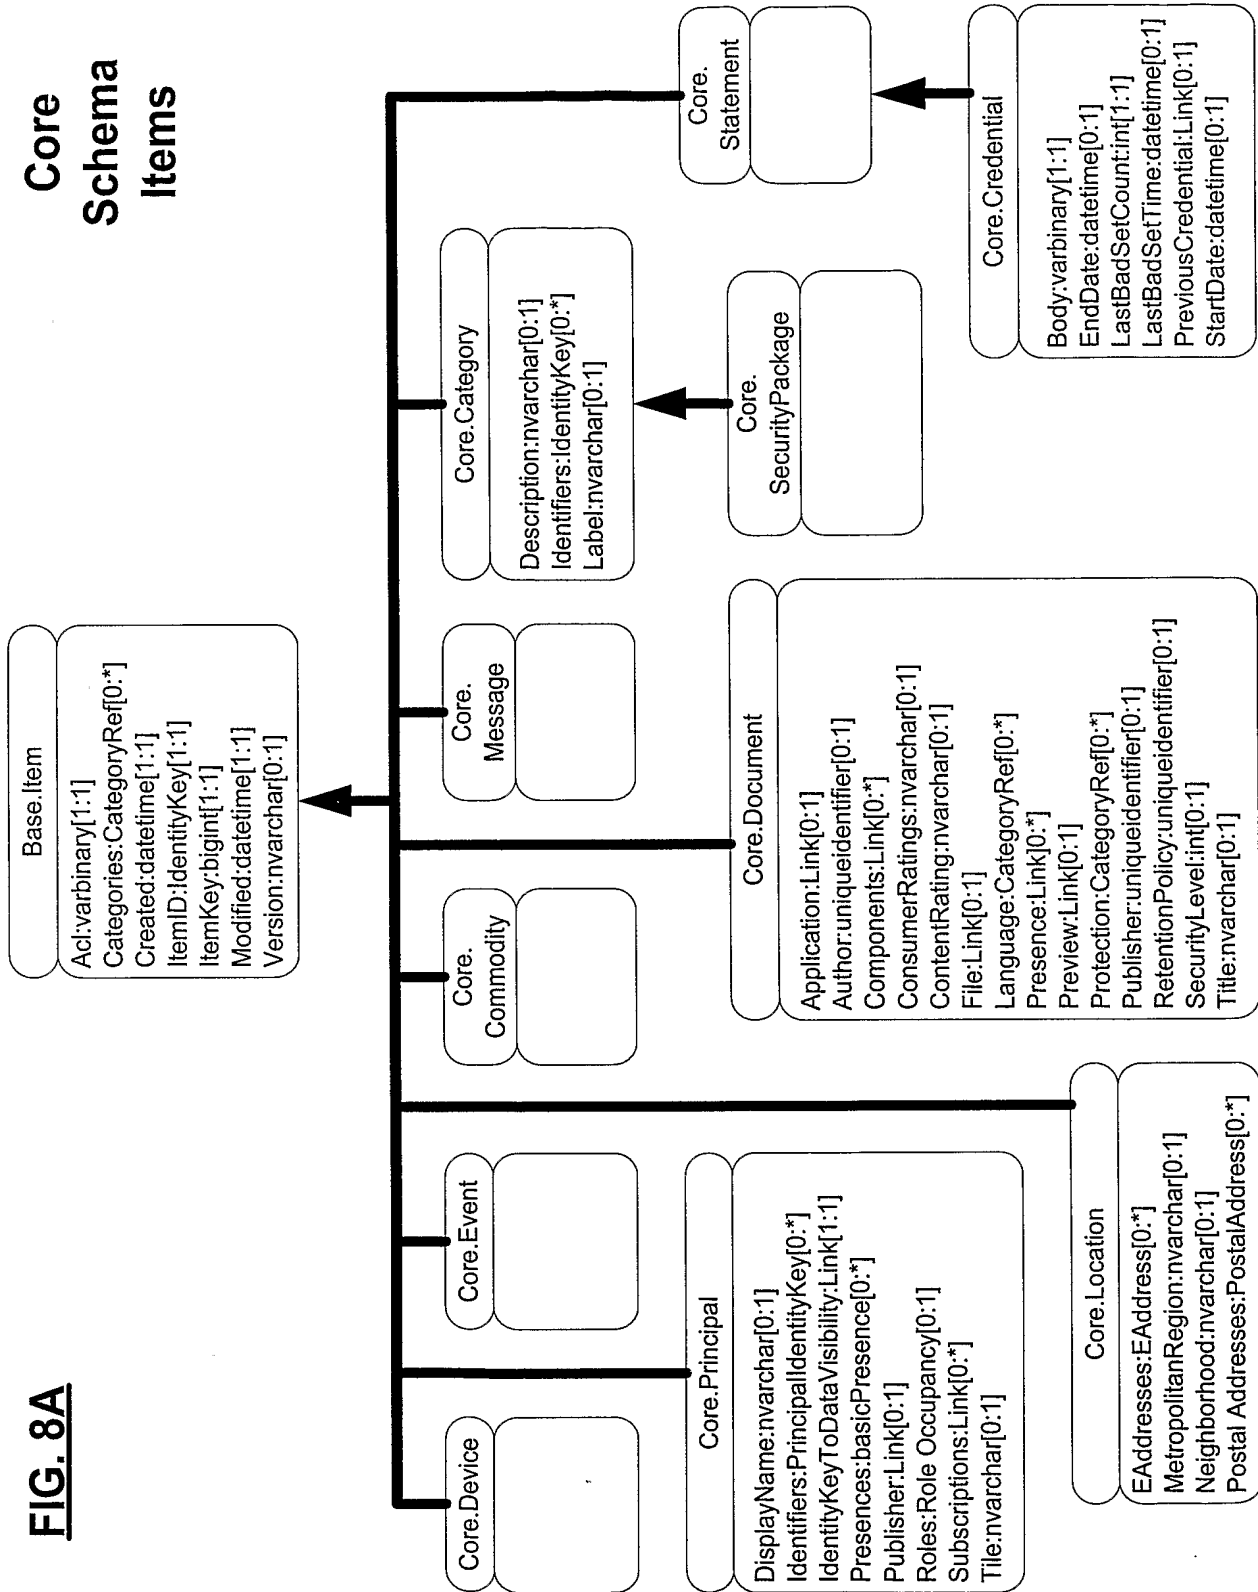 FIG. 8A
Core
Schema
Items
Base.Item
Acl:varbinary[1:1]
Categories:CategoryRef[0:*]
Created:datetime[1:1]
ItemID:IdentityKey[1:1]
ItemKey:bigint[1:1]
Modified:datetime[1:1]
Version:nvarchar[0:1]
Core.Device
Core.Event
Core.
Commodity
Core.
Message
Core.Category
Description:nvarchar[0:1]
Identifiers:IdentityKey[0:*]
Label:nvarchar[0:1]
Core.
Statement
Core.Principal
DisplayName:nvarchar[0:1]
Identifiers:PrincipalIdentityKey[0:*]
IdentityKeyToDataVisibility:Link[1:1]
Presences:basicPresence[0:*]
Publisher:Link[0:1]
Roles:Role Occupancy[0:1]
Subscriptions:Link[0:*]
Tile:nvarchar[0:1]
Core.Document
Application:Link[0:1]
Author:uniqueidentifier[0:1]
Components:Link[0:*]
ConsumerRatings:nvarchar[0:1]
ContentRating:nvarchar[0:1]
File:Link[0:1]
Language:CategoryRef[0:*]
Presence:Link]0:*]
Preview:Link[0:1]
Protection:CategoryRef[0:*]
Publisher:uniqueidentifier[0:1]
RetentionPolicy:uniqueidentifier[0:1]
SecurityLevel:int[0:1]
Title:nvarchar[0:1]
Core.
SecurityPackage
Core.Credential
Body:varbinary[1:1]
EndDate:datetime[0:1]
LastBadSetCount:int[1:1]
LastBadSetTime:datetime[0:1]
PreviousCredential:Link[0:1]
StartDate:datetime[0:1]
Core.Location
EAddresses:EAddress[0:*]
MetropolitanRegion:nvarchar[0:1]
Neighborhood:nvarchar[0:1]
Postal Addresses:PostalAddress[0:*]